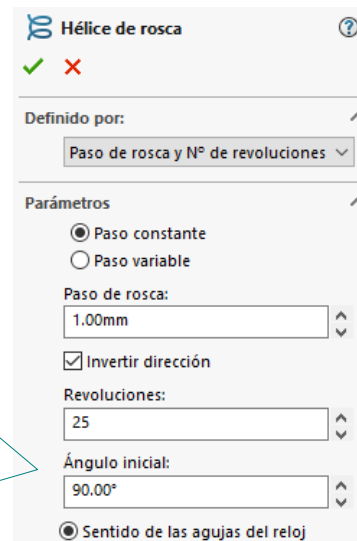 Hélice de rosca
Definido por:
Paso de rosca y Nº de revoluciones
Parámetros
Paso constante
Paso variable
Paso de rosca:
1.00mm
Invertir dirección
Revoluciones:
25
Ángulo inicial:
90.00°
Sentido de las agujas del reloj